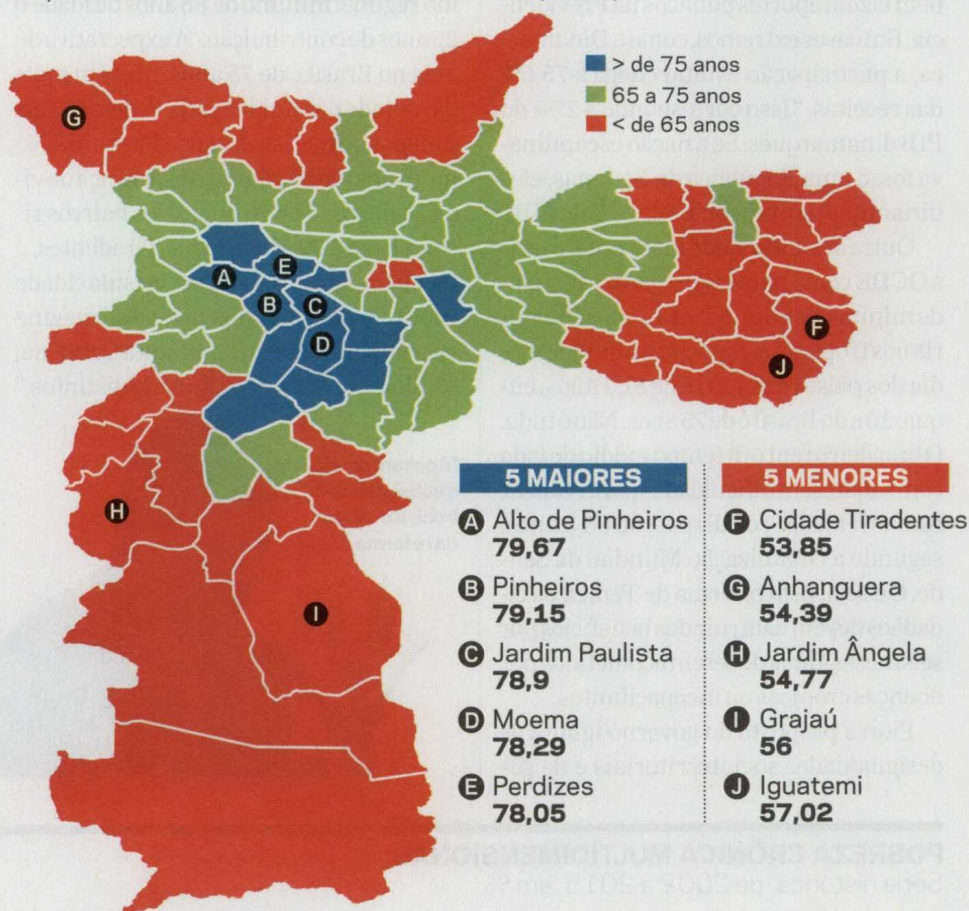 > de 75 anos
65 a 75 anos
< de 65 anos
G
A
E
B
C
D
F
J
H
I
5 MAIORES
A Alto de Pinheiros
79,67
B Pinheiros
79,15
C Jardim Paulista
78,9
D Moema
78,29
E Perdizes
78,05
5 MENORES
F Cidade Tiradentes
53,85
G Anhanguera
54,39
H Jardim Ângela
54,77
I Grajaú
56
J Iguatemi
57,02